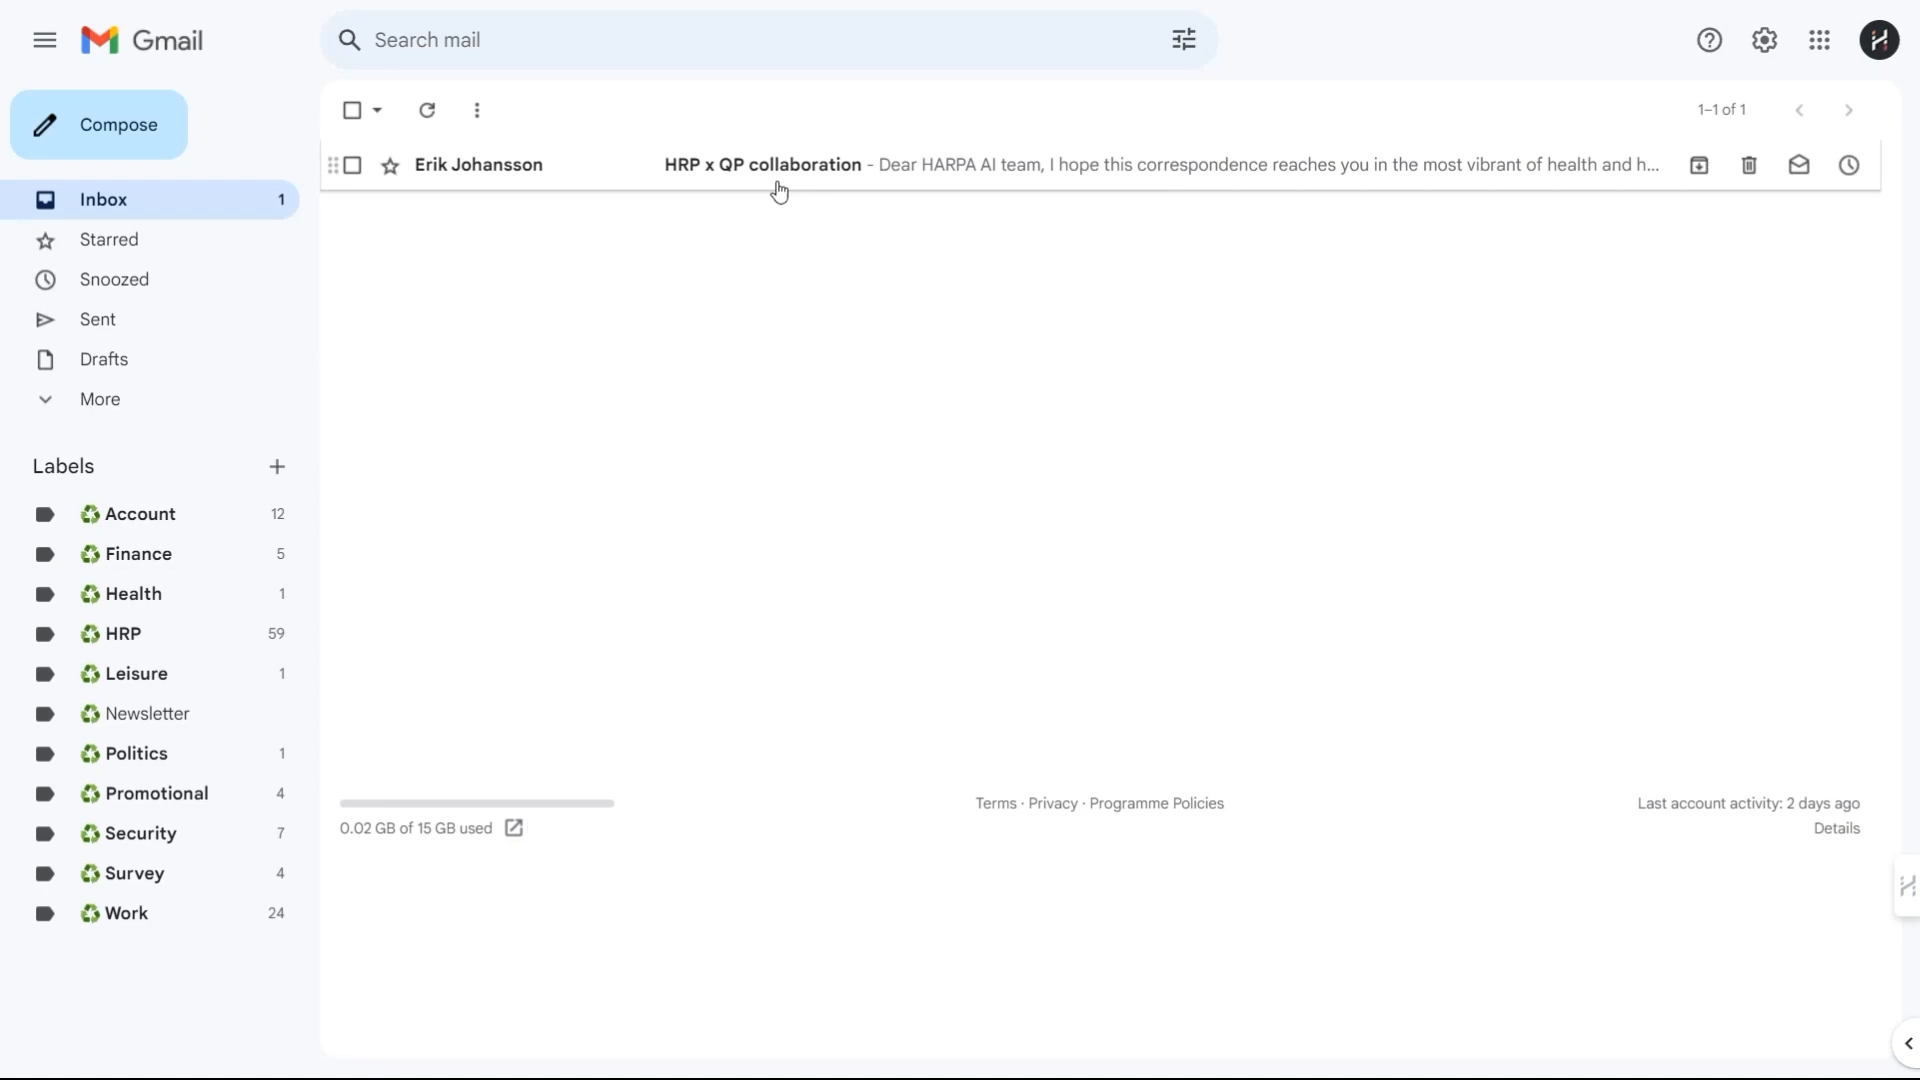 Gmail
Search mail
Compose
1–1 of 1
Erik Johansson HRP x QP collaboration - Dear HARPA AI team, I hope this correspondence reaches you in the most vibrant of health and h...
Inbox 1
Starred
Snoozed
Sent
Drafts
More
Labels
Account 12
Finance 5
Health 1
HRP 59
Leisure 1
Newsletter
Politics 1
Promotional 4
Security 7
Survey 4
Work 24
0.02 GB of 15 GB used
Terms · Privacy · Programme Policies
Last account activity: 2 days ago
Details